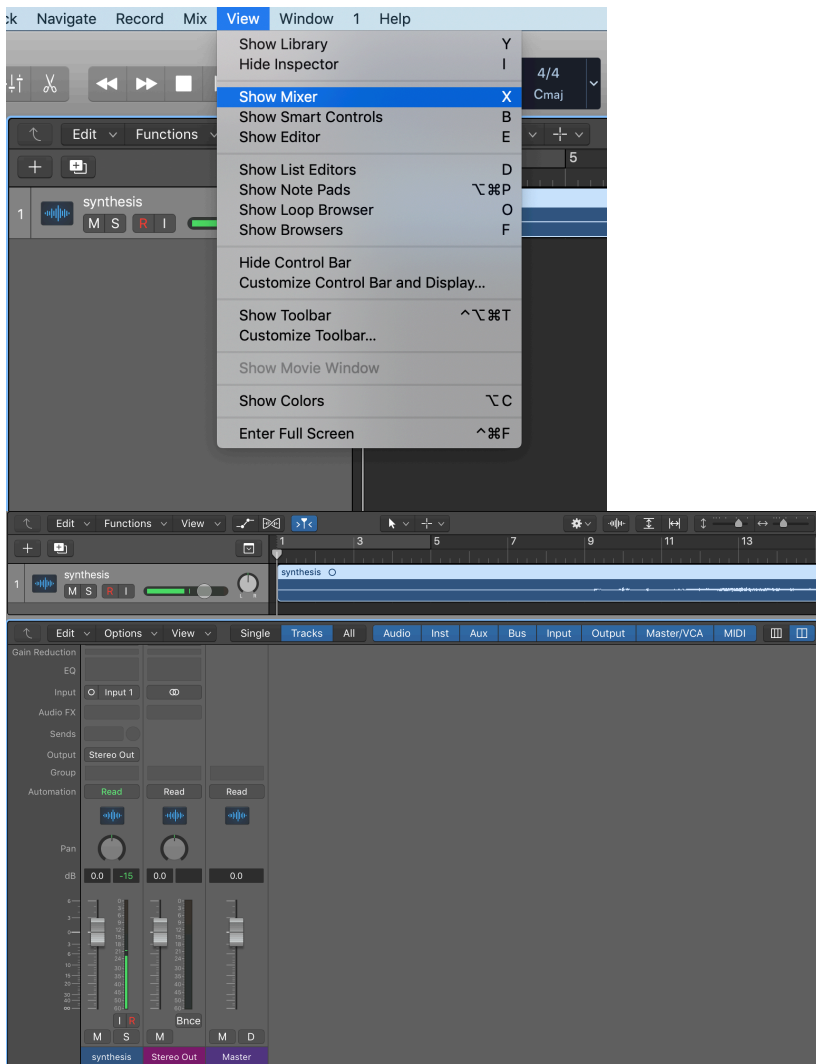 ck Navigate Record Mix View Window 1 Help
Show Library Y
Hide Inspector I
4/4
Cmaj
Show Mixer X
Show Smart Controls B
Edit Functions
Show Editor E
5
Show List Editors D
Show Note Pads ⌥⌘P
Show Loop Browser O
Show Browsers F
1 synthesis
M S R I
Hide Control Bar
Customize Control Bar and Display...
Show Toolbar ^⌥⌘T
Customize Toolbar...
Show Movie Window
Show Colors ⌥C
Enter Full Screen ^⌘F
Edit Functions View
1 3 5 7 9 11 13
1 synthesis
M S R I L R
synthesis
Edit Options View Single Tracks All Audio Inst Aux Bus Input Output Master/VCA MIDI
Gain Reduction
EQ
Input Input 1
Audio FX
Sends
Output Stereo Out
Group
Automation Read Read Read
Pan
dB 0.0 -15 0.0 0.0
I R Bnce
M S M M D
synthesis Stereo Out Master